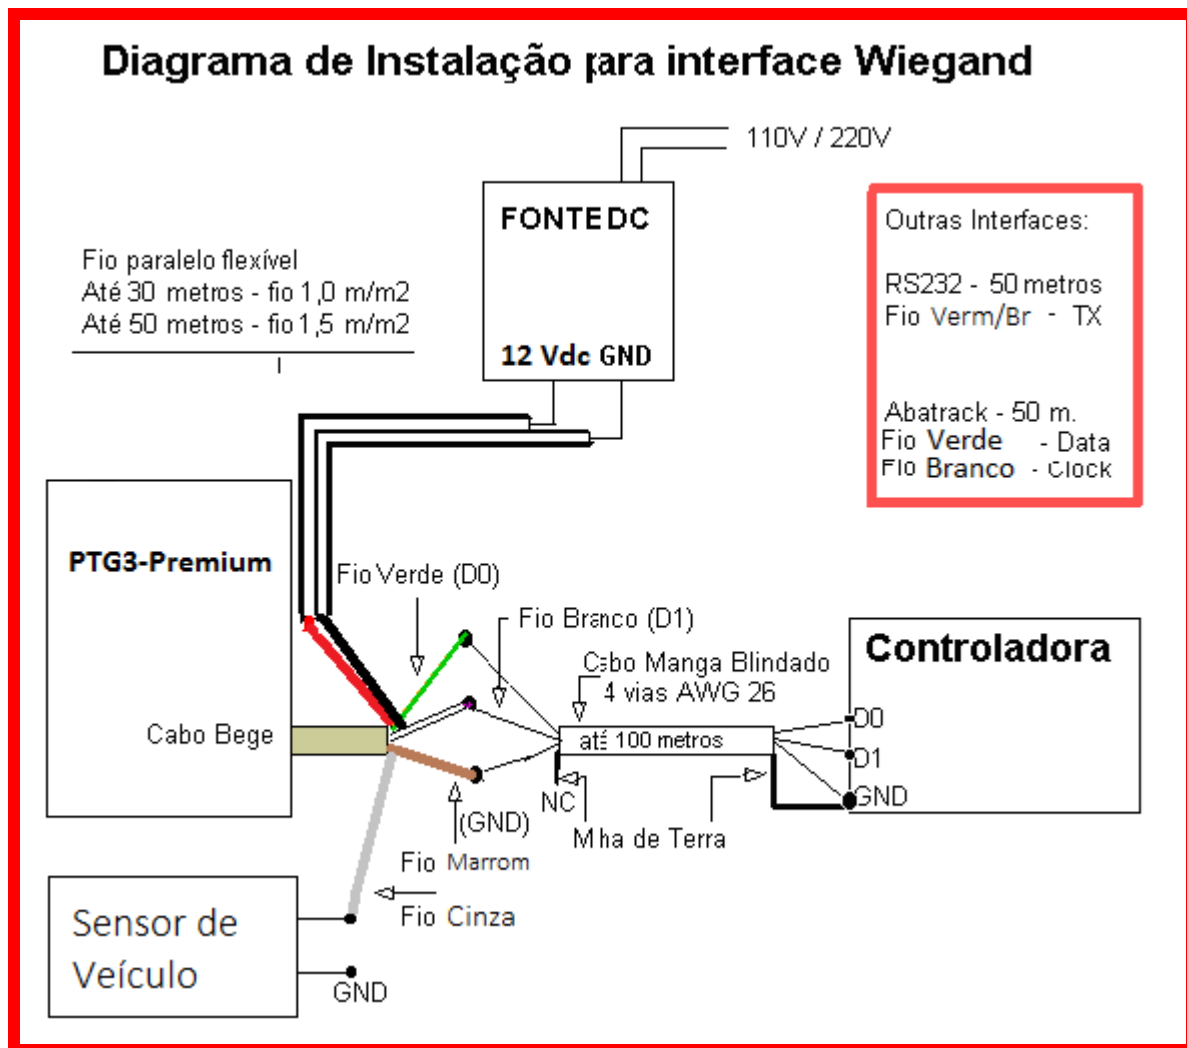 Diagrama de Instalação para interface Wiegand
110V / 220V
FONTE DC
12 Vdc GND
Fio paralelo flexível
Até 30 metros - fio 1,0 m/m2
Até 50 metros - fio 1,5 m/m2
Outras Interfaces:
RS232 - 50 metros
Fio Verm/Br - TX
Abatrack - 50 m.
Fio Verde - Data
Fio Branco - Clock
PTG3-Premium
Fio Verde (D0)
Fio Branco (D1)
Cabo Manga Blindado
4 vias AWG 26
até 100 metros
Cabo Bege
Controladora
D0
D1
GND
NC
(GND)
Malha de Terra
Fio Marrom
Fio Cinza
Sensor de
Veículo
GND